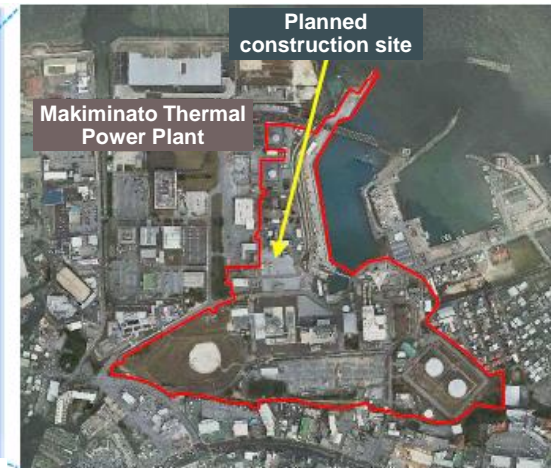 Planned
construction site
Makiminato Thermal
Power Plant